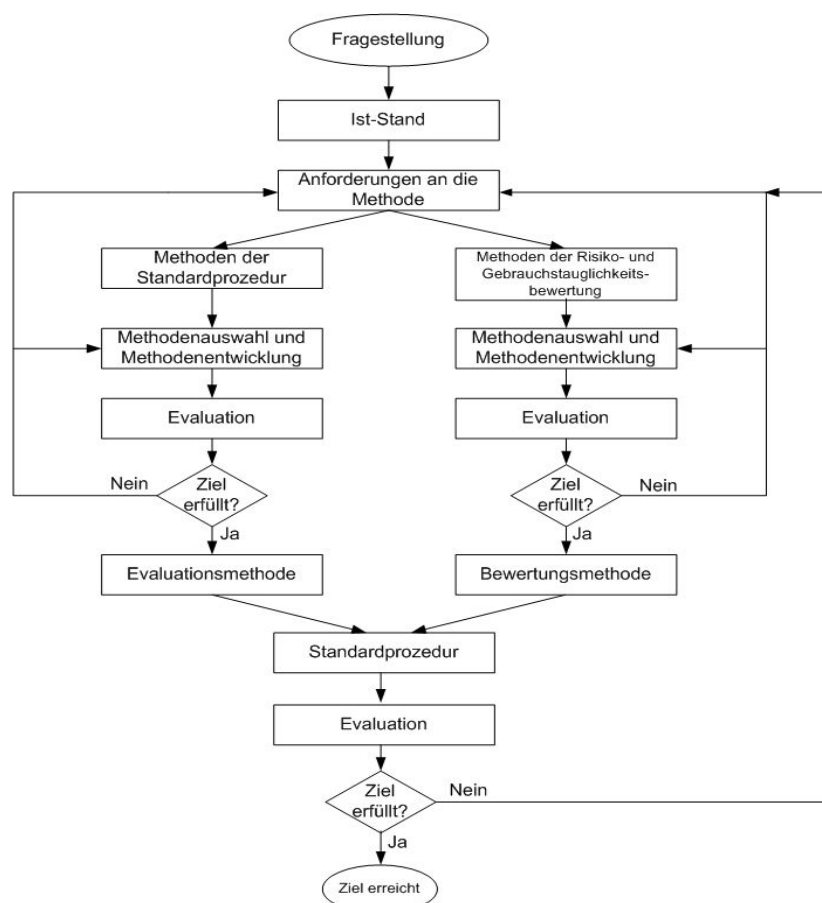 Fragestellung
Ist-Stand
Anforderungen an die
Methode
Methoden der
Standardprozedur
Methodenauswahl und
Methodenentwicklung
Evaluation
Nein
Ziel
erfüllt?
Ja
Evaluationsmethode
Methoden der Risiko- und
Gebrauchstauglichkeits-
bewertung
Methodenauswahl und
Methodenentwicklung
Evaluation
Ziel
erfüllt?
Nein
Ja
Bewertungsmethode
Standardprozedur
Evaluation
Ziel
erfüllt?
Nein
Ja
Ziel erreicht